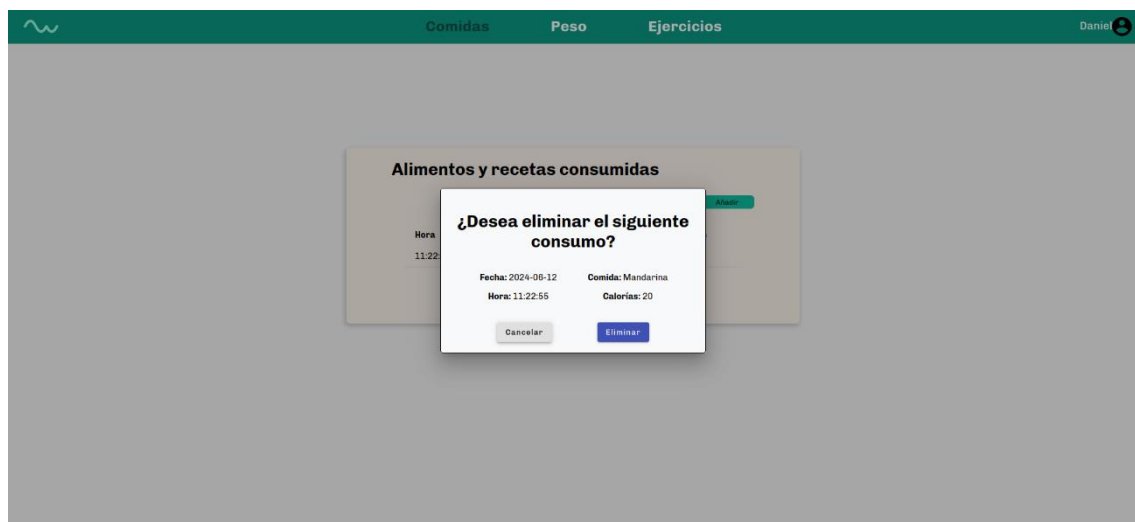 Comidas Peso Ejercicios Daniel
Alimentos y recetas consumidas
Añadir
¿Desea eliminar el siguiente
consumo?
Hora
11:22:
Fecha: 2024-06-12 Comida: Mandarina
Hora: 11:22:55 Calorías: 20
Cancelar Eliminar